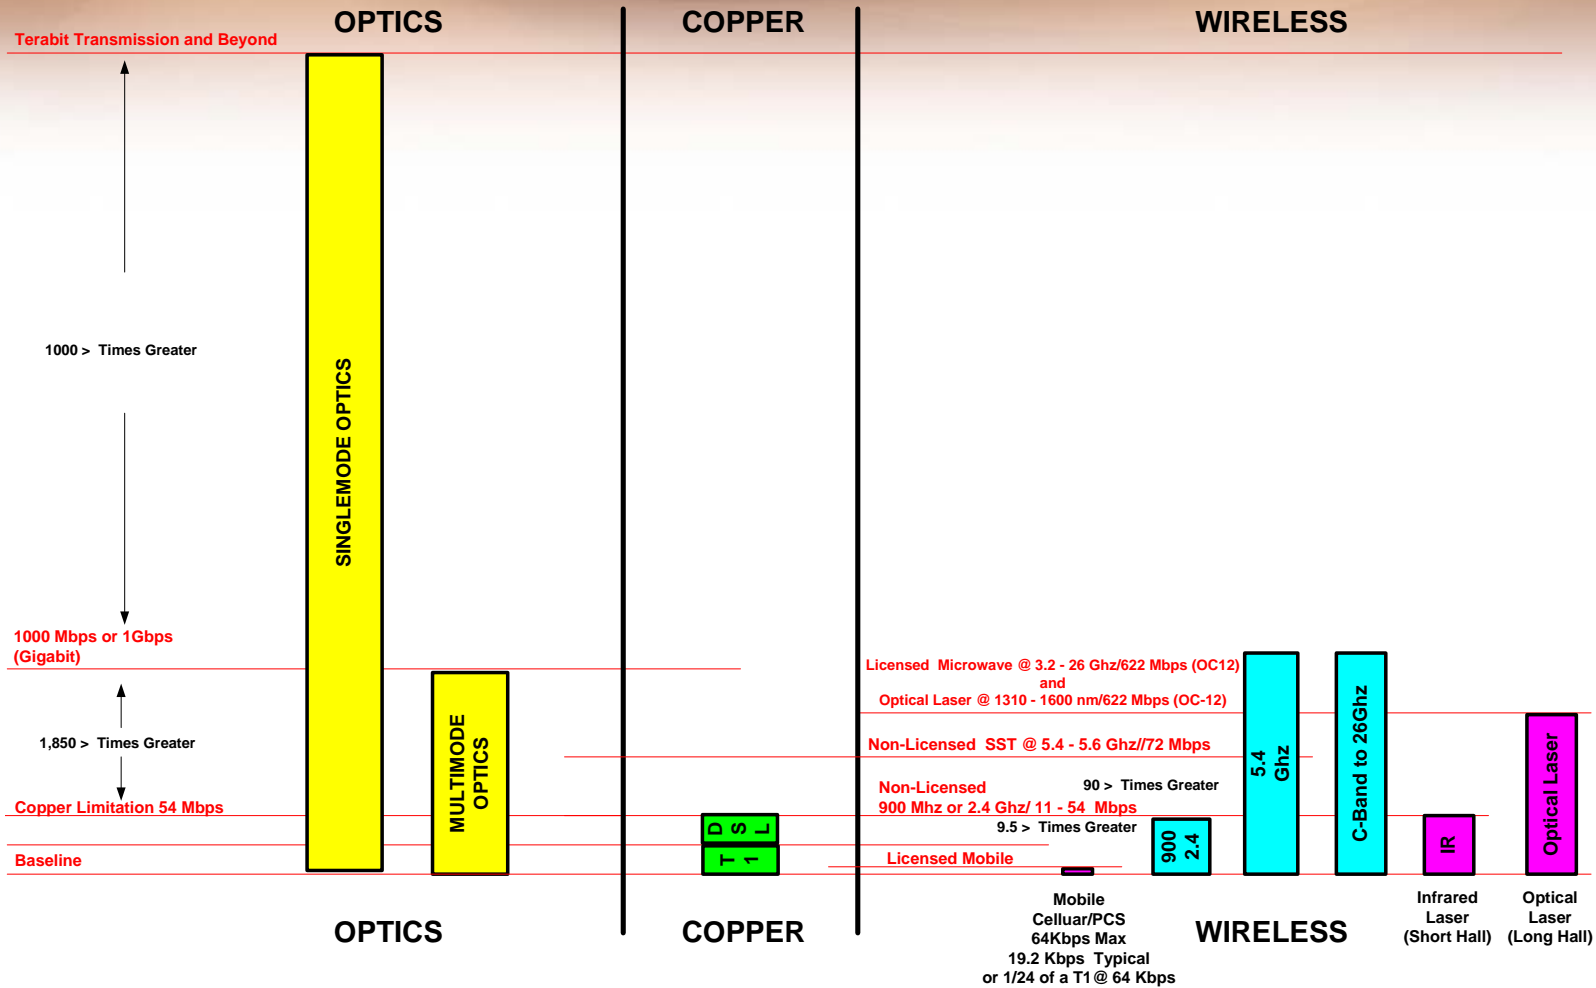 OPTICS
COPPER
WIRELESS
Terabit Transmission and Beyond
1000 > Times Greater
SINGLEMODE OPTICS
1000 Mbps or 1Gbps
(Gigabit)
1,850 > Times Greater
MULTIMODE
OPTICS
Copper Limitation 54 Mbps
Baseline
DSL
T1
Licensed Microwave @ 3.2 - 26 Ghz/622 Mbps (OC12)
and
Optical Laser @ 1310 - 1600 nm/622 Mbps (OC-12)
Non-Licensed SST @ 5.4 - 5.6 Ghz//72 Mbps
Non-Licensed
900 Mhz or 2.4 Ghz/ 11 - 54 Mbps
90 > Times Greater
9.5 > Times Greater
Licensed Mobile
900
2.4
5.4
Ghz
C-Band to 26Ghz
IR
Optical Laser
Mobile
Celluar/PCS
64Kbps Max
19.2 Kbps Typical
or 1/24 of a T1@ 64 Kbps
Infrared
Laser
(Short Hall)
Optical
Laser
(Long Hall)
OPTICS
COPPER
WIRELESS